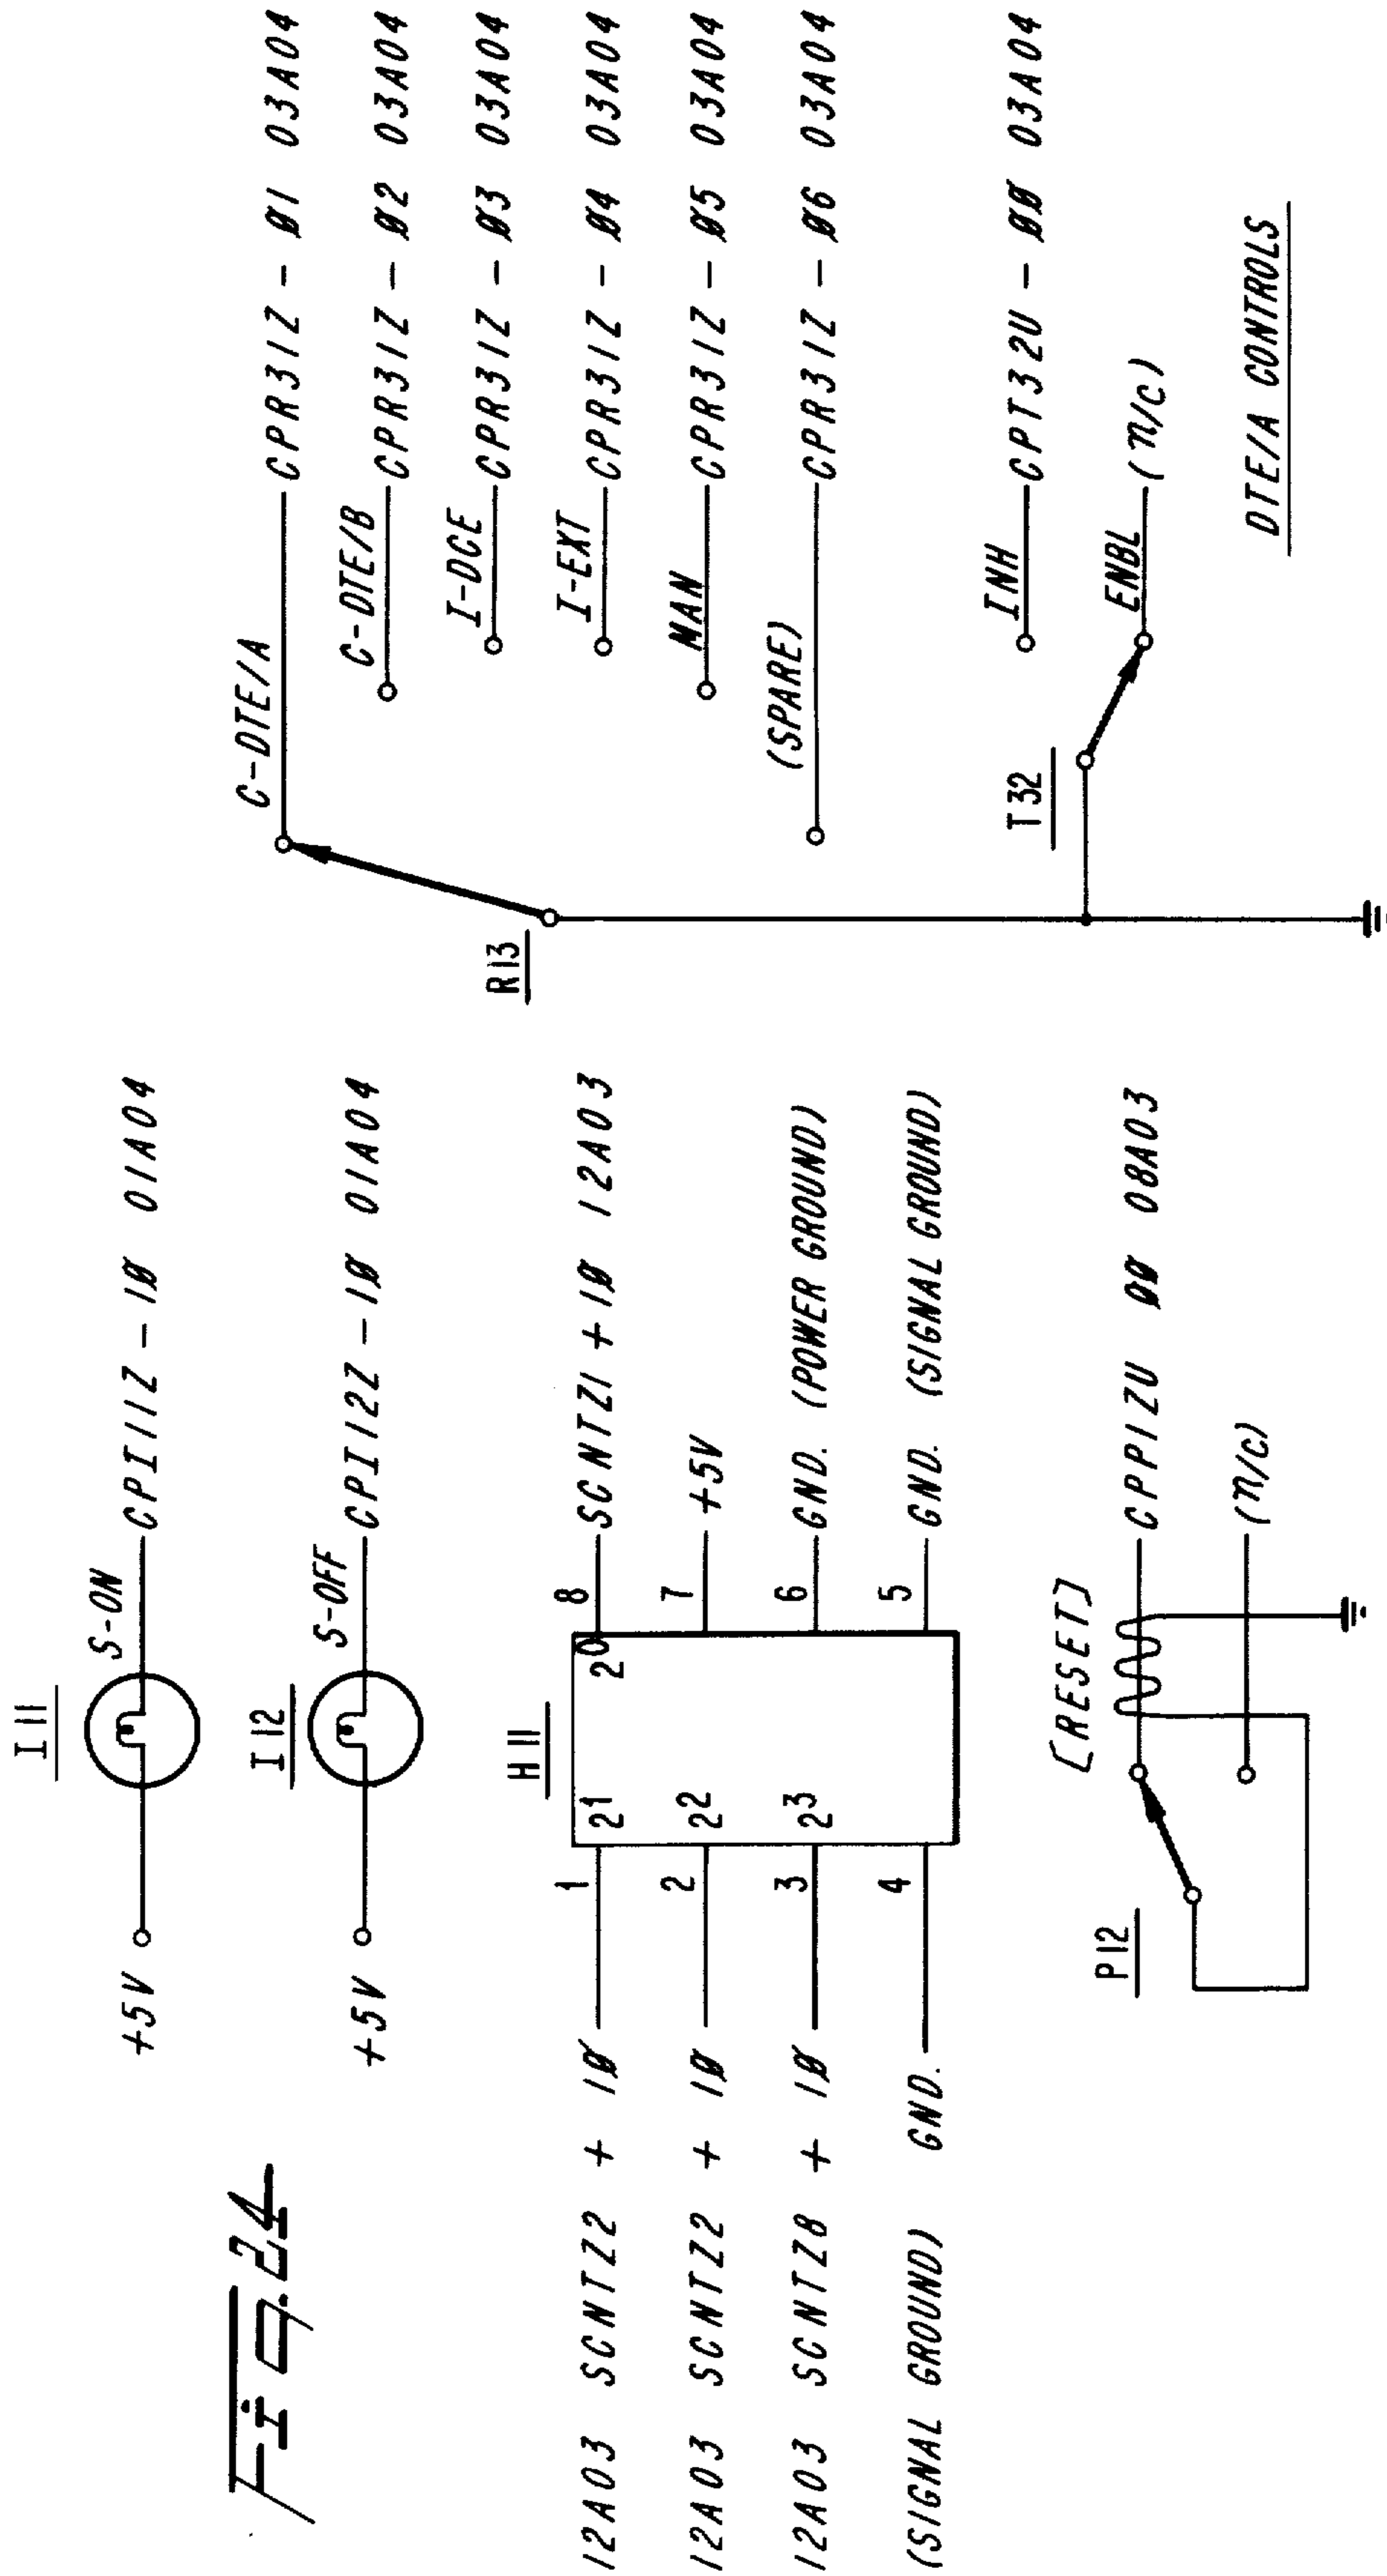 Fig.24
I 11
+5V
S-ON
CPI11Z-1Ø 01A04
I 12
+5V
S-OFF
CPI12Z-1Ø 01A04
H 11
12A03 SCNTZ2 + 1Ø
1
2¹
2⁰
8
SCNTZ1 + 1Ø 12A03
12A03 SCNTZ2 + 1Ø
2
2²
7
+5V
12A03 SCNTZ8 + 1Ø
3
2³
6
GND. (POWER GROUND)
(SIGNAL GROUND) GND.
4
5
GND. (SIGNAL GROUND)
P12
[RESET]
CPP1ZU ØØ 08A03
(n/c)
R13
C-DTE/A
CPR31Z - Ø1 03A04
C-DTE/B
CPR31Z - Ø2 03A04
I-DCE
CPR31Z - Ø3 03A04
I-EXT
CPR31Z - Ø4 03A04
MAN
CPR31Z - Ø5 03A04
(SPARE)
CPR31Z - Ø6 03A04
T32
INH
CPT32U - ØØ 03A04
ENBL
(n/c)
DTE/A CONTROLS